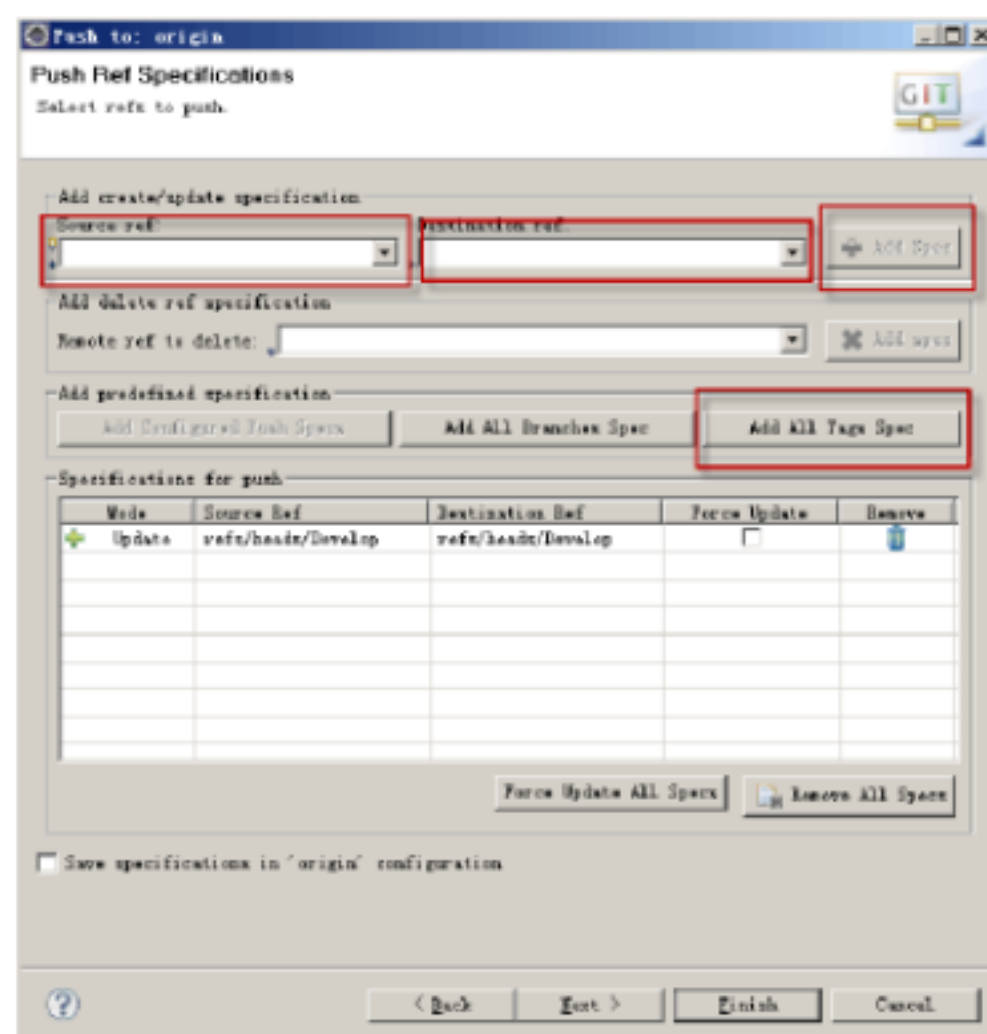 Push to: origin
Push Ref Specifications
Select refs to push.
GIT
Add create/update specification
Source ref:
Destination ref:
Add Spec
Add delete ref specification
Remote ref to delete:
Add spec
Add predefined specification
Add Configured Push Specs
Add All Branches Spec
Add All Tags Spec
Specifications for push
Mode Source Ref Destination Ref Force Update Remove
Update refs/heads/Develop refs/heads/Develop
Force Update All Specs
Remove All Specs
Save specifications in 'origin' configuration
< Back
Next >
Finish
Cancel